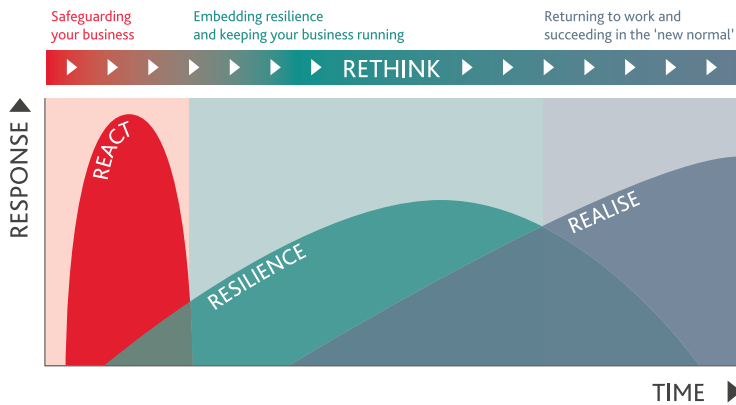 Safeguarding
your business
Embedding resilience
and keeping your business running
Returning to work and
succeeding in the ‘new normal’
RETHINK
RESPONSE
REACT
RESILIENCE
REALISE
TIME